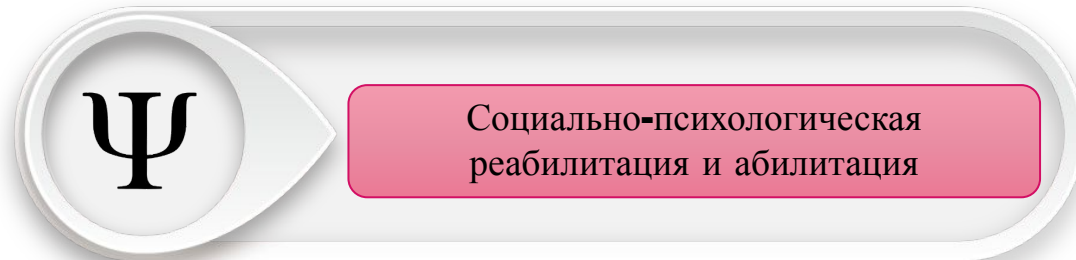 Ψ
Социально-психологическая
реабилитация и абилитация